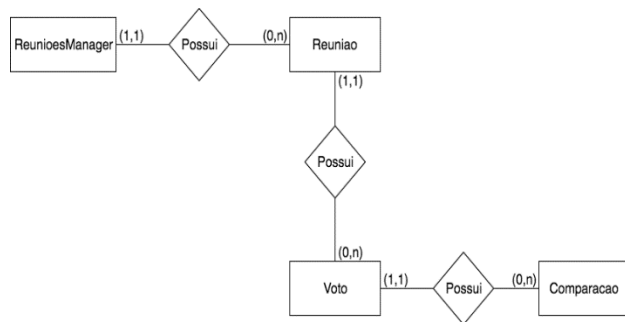 ReunioesManager
(1,1)
Possui
(0,n)
Reuniao
(1,1)
Possui
(0,n)
Voto
(1,1)
Possui
(0,n)
Comparacao